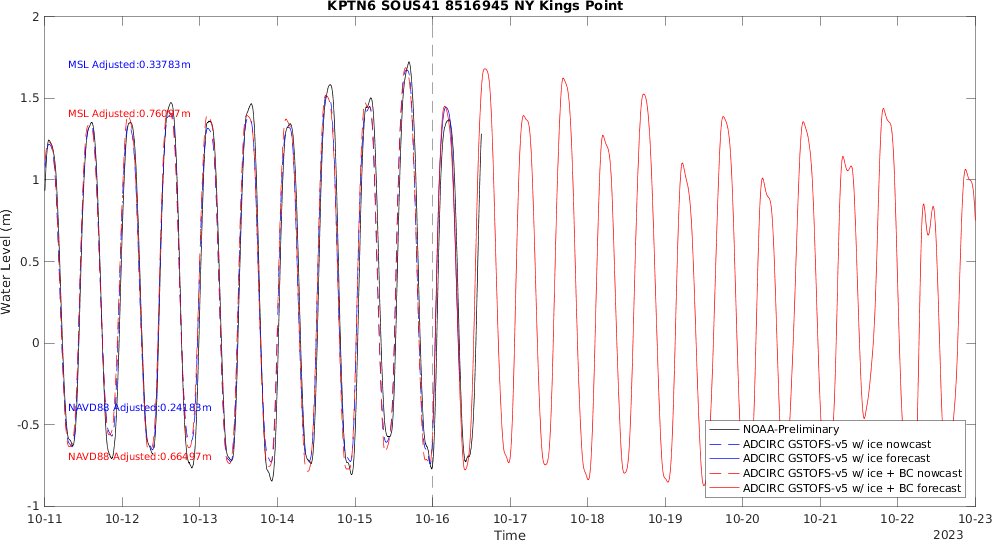 KPTN6 SOUS41 8516945 NY Kings Point
2
1.5
1
0.5
0
-0.5
-1
Water Level (m)
MSL Adjusted:0.33783m
MSL Adjusted:0.76097m
NAVD88 Adjusted:0.24183m
NAVD88 Adjusted:0.66497m
NOAA-Preliminary
ADCIRC GSTOFS-v5 w/ ice nowcast
ADCIRC GSTOFS-v5 w/ ice forecast
ADCIRC GSTOFS-v5 w/ ice + BC nowcast
ADCIRC GSTOFS-v5 w/ ice + BC forecast
10-11 10-12 10-13 10-14 10-15 10-16 10-17 10-18 10-19 10-20 10-21 10-22 10-23
Time
2023